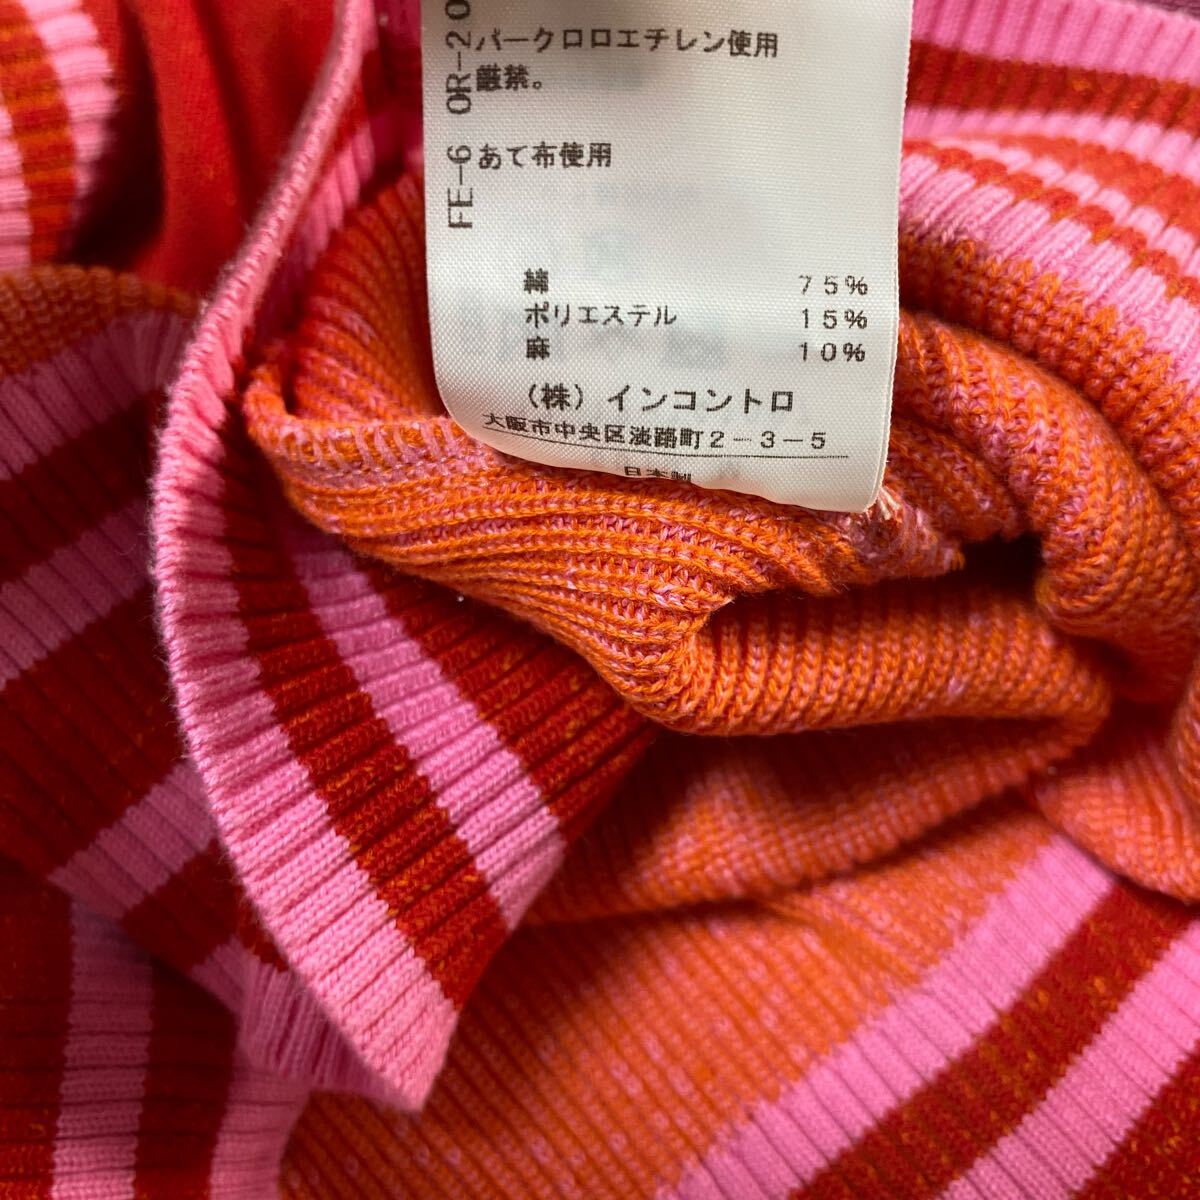 パークロロエチレン使用
厳禁。
あて布使用
綿 75%
ポリエステル 15%
麻 10%
(株)インコントロ
大阪市中央区淡路町2-3-5
日本製
FE-6 OR-20